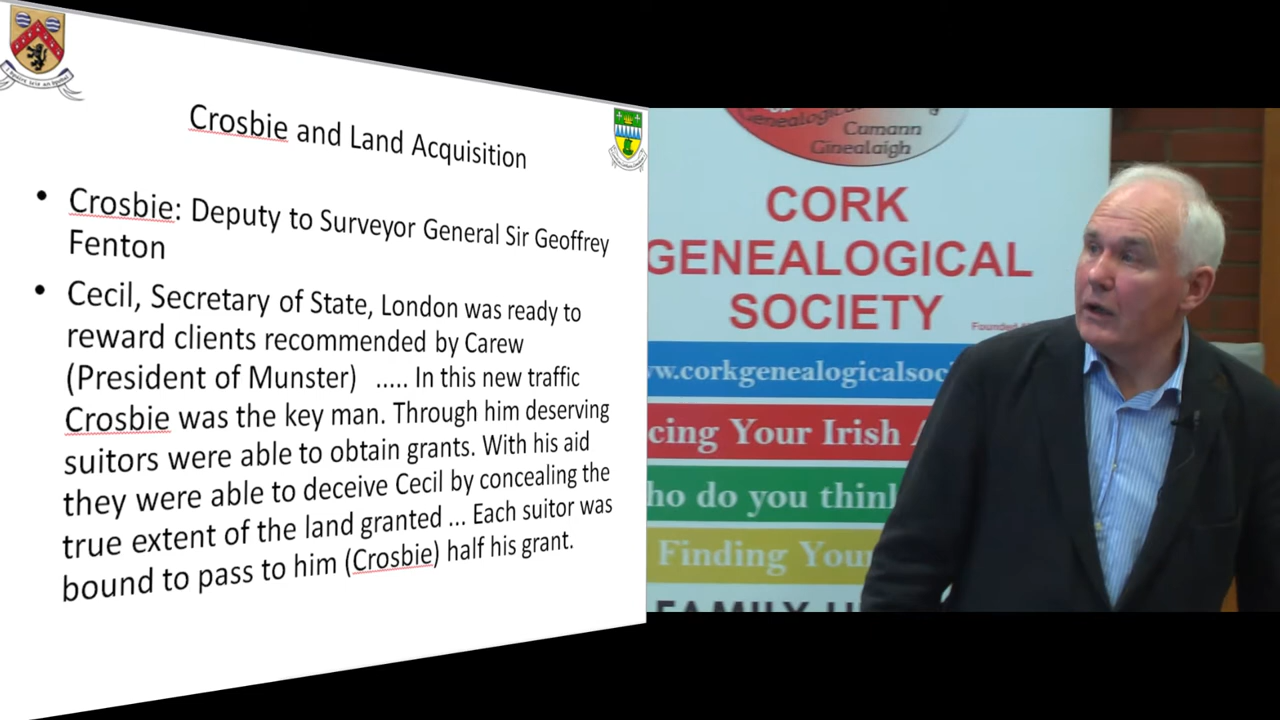 Crosbie and Land Acquisition
• Crosbie: Deputy to Surveyor General Sir Geoffrey
Fenton
• Cecil, Secretary of State, London was ready to
reward clients recommended by Carew
(President of Munster) ..... In this new traffic
Crosbie was the key man. Through him deserving
suitors were able to obtain grants. With his aid
they were able to deceive Cecil by concealing the
true extent of the land granted ... Each suitor was
bound to pass to him (Crosbie) half his grant.
Genealogical
Cumann
Ginealaigh
CORK
GENEALOGICAL
SOCIETY
Founded
w.corkgenealogicalsoci
cing Your Irish A
ho do you think
Finding Your
FAMILY H